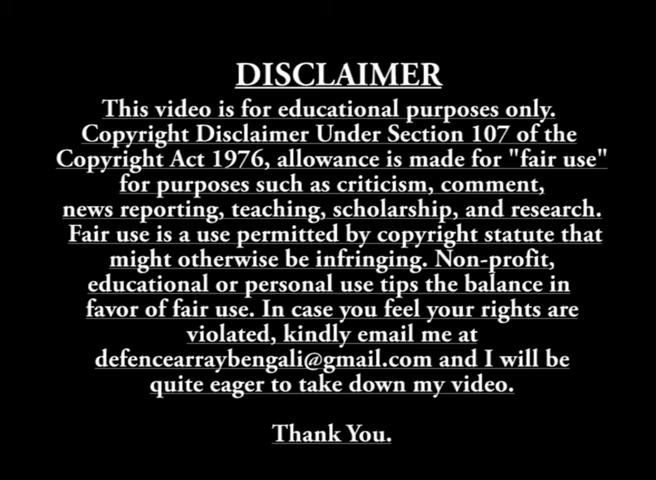 DISCLAIMER
This video is for educational purposes only.
Copyright Disclaimer Under Section 107 of the
Copyright Act 1976, allowance is made for "fair use"
for purposes such as criticism, comment,
news reporting, teaching, scholarship, and research.
Fair use is a use permitted by copyright statute that
might otherwise be infringing. Non-profit,
educational or personal use tips the balance in
favor of fair use. In case you feel your rights are
violated, kindly email me at
defencearraybengali@gmail.com and I will be
quite eager to take down my video.
Thank You.